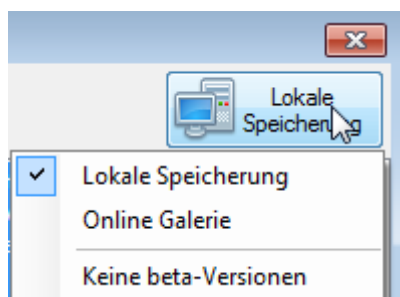 Lokale
Speicherung
Lokale Speicherung
Online Galerie
Keine beta-Versionen